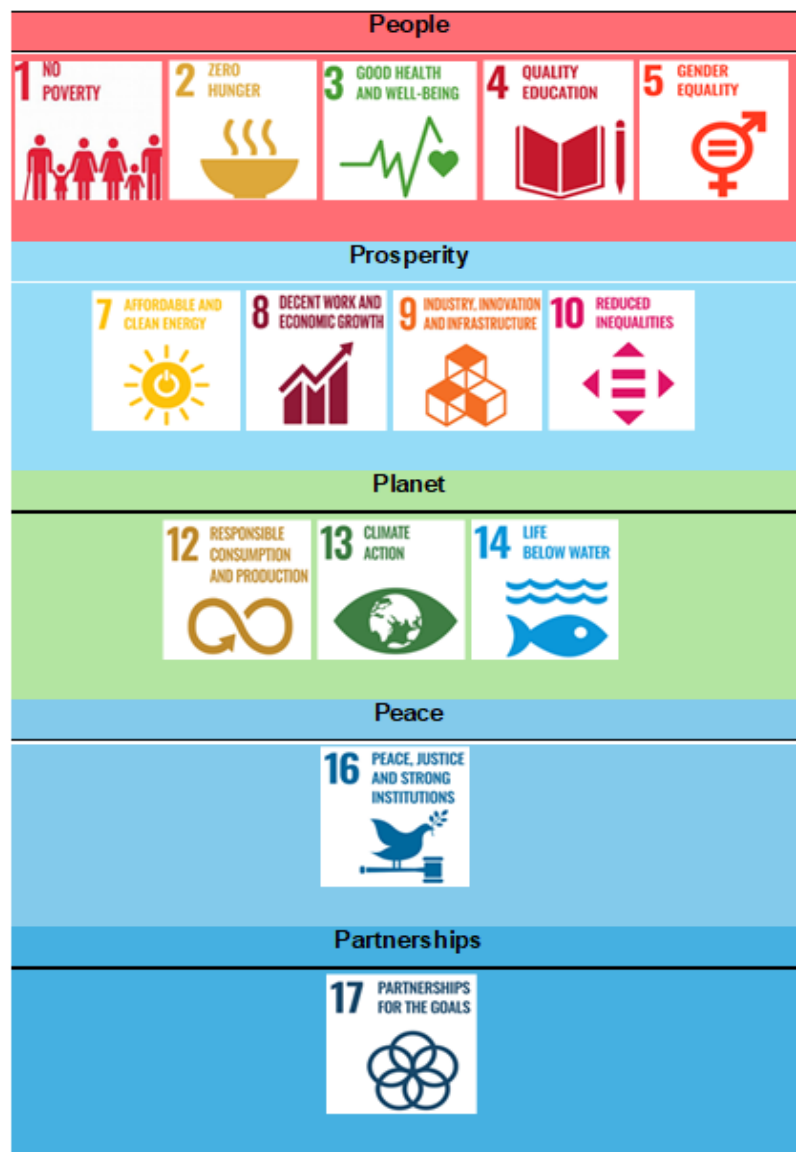 People
1 NO
POVERTY
2 ZERO
HUNGER
3 GOOD HEALTH
AND WELL-BEING
4 QUALITY
EDUCATION
5 GENDER
EQUALITY
Prosperity
7 AFFORDABLE AND
CLEAN ENERGY
8 DECENT WORK AND
ECONOMIC GROWTH
9 INDUSTRY, INNOVATION
AND INFRASTRUCTURE
10 REDUCED
INEQUALITIES
Planet
12 RESPONSIBLE
CONSUMPTION
AND PRODUCTION
13 CLIMATE
ACTION
14 LIFE
BELOW WATER
Peace
16 PEACE, JUSTICE
AND STRONG
INSTITUTIONS
Partnerships
17 PARTNERSHIPS
FOR THE GOALS